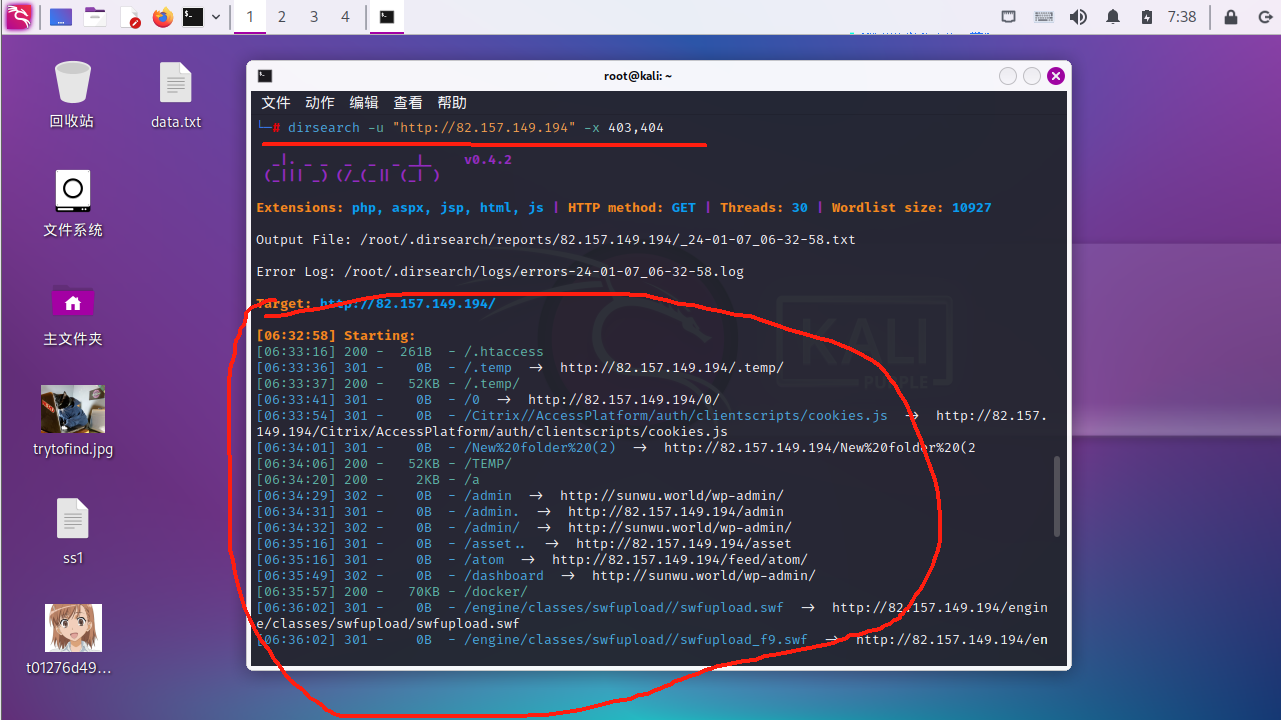 1 2 3 4 7:38
回收站
data.txt
文件系统
主文件夹
trytofind.jpg
ss1
t01276d49...
root@kali: ~
文件 动作 编辑 查看 帮助
└─# dirsearch -u "http://82.157.149.194" -x 403,404
_|. _ _  _  _  _ _|_    v0.4.2
(_||| _) (/_(_|| (_| )
Extensions: php, aspx, jsp, html, js | HTTP method: GET | Threads: 30 | Wordlist size: 10927
Output File: /root/.dirsearch/reports/82.157.149.194/_24-01-07_06-32-58.txt
Error Log: /root/.dirsearch/logs/errors-24-01-07_06-32-58.log
Target: http://82.157.149.194/
[06:32:58] Starting:
[06:33:16] 200 -  261B  - /.htaccess
[06:33:36] 301 -    0B  - /.temp  →  http://82.157.149.194/.temp/
[06:33:37] 200 -   52KB - /.temp/
[06:33:41] 301 -    0B  - /0  →  http://82.157.149.194/0/
[06:33:54] 301 -    0B  - /Citrix//AccessPlatform/auth/clientscripts/cookies.js  →  http://82.157.
149.194/Citrix/AccessPlatform/auth/clientscripts/cookies.js
[06:34:01] 301 -    0B  - /New%20folder%20(2)  →  http://82.157.149.194/New%20folder%20(2
[06:34:06] 200 -   52KB - /TEMP/
[06:34:20] 200 -    2KB - /a
[06:34:29] 302 -    0B  - /admin  →  http://sunwu.world/wp-admin/
[06:34:31] 301 -    0B  - /admin.  →  http://82.157.149.194/admin
[06:34:32] 302 -    0B  - /admin/  →  http://sunwu.world/wp-admin/
[06:35:16] 301 -    0B  - /asset..  →  http://82.157.149.194/asset
[06:35:16] 301 -    0B  - /atom  →  http://82.157.149.194/feed/atom/
[06:35:49] 302 -    0B  - /dashboard  →  http://sunwu.world/wp-admin/
[06:35:57] 200 -   70KB - /docker/
[06:36:02] 301 -    0B  - /engine/classes/swfupload//swfupload.swf  →  http://82.157.149.194/engin
e/classes/swfupload/swfupload.swf
[06:36:02] 301 -    0B  - /engine/classes/swfupload//swfupload_f9.swf  →  http://82.157.149.194/en
KALI
PURPLE